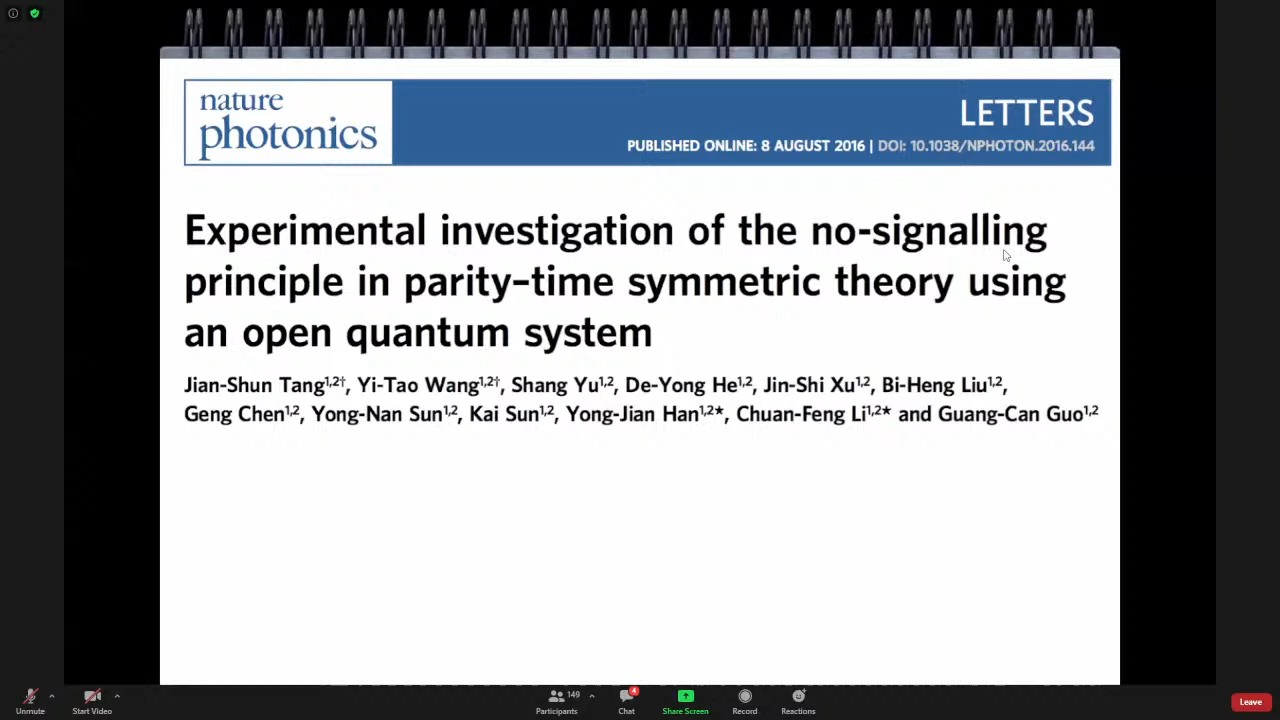 nature
photonics
LETTERS
PUBLISHED ONLINE: 8 AUGUST 2016 | DOI: 10.1038/NPHOTON.2016.144
Experimental investigation of the no-signalling
principle in parity–time symmetric theory using
an open quantum system
Jian-Shun Tang1,2†, Yi-Tao Wang1,2†, Shang Yu1,2, De-Yong He1,2, Jin-Shi Xu1,2, Bi-Heng Liu1,2,
Geng Chen1,2, Yong-Nan Sun1,2, Kai Sun1,2, Yong-Jian Han1,2★, Chuan-Feng Li1,2★ and Guang-Can Guo1,2
Unmute
Start Video
149
Participants
4
Chat
Share Screen
Record
Reactions
Leave